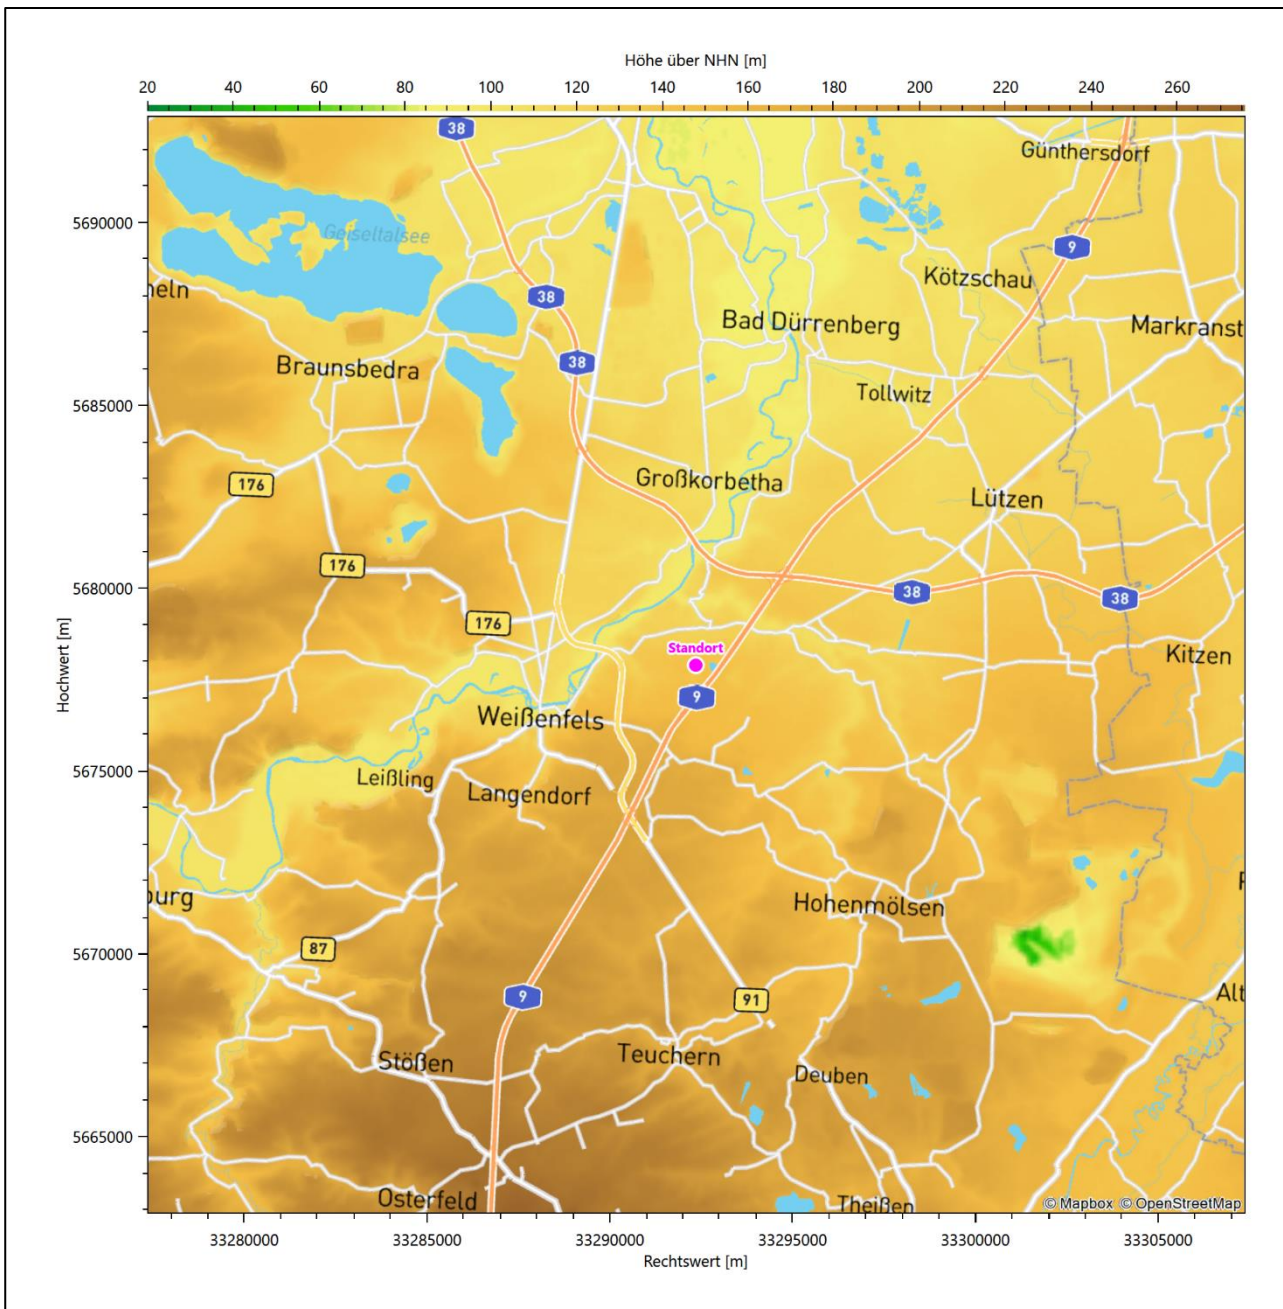 Höhe über NHN [m]
20 40 60 80 100 120 140 160 180 200 220 240 260
38
Günthersdorf
5690000
Geiseltalsee
9
Kötzschau
heln
38
Bad Dürrenberg
Markranst
38
Braunsbedra
Tollwitz
5685000
176
Großkorbetha
Lützen
176
5680000
38
38
176
Standort
Kitzen
Hochwert [m]
9
Weißenfels
5675000
Leißling
Langendorf
burg
Hohenmölsen
87
5670000
9
91
Alt
Stößen
Teuchern
Deuben
5665000
Osterfeld
Theißen
© Mapbox © OpenStreetMap
33280000 33285000 33290000 33295000 33300000 33305000
Rechtswert [m]